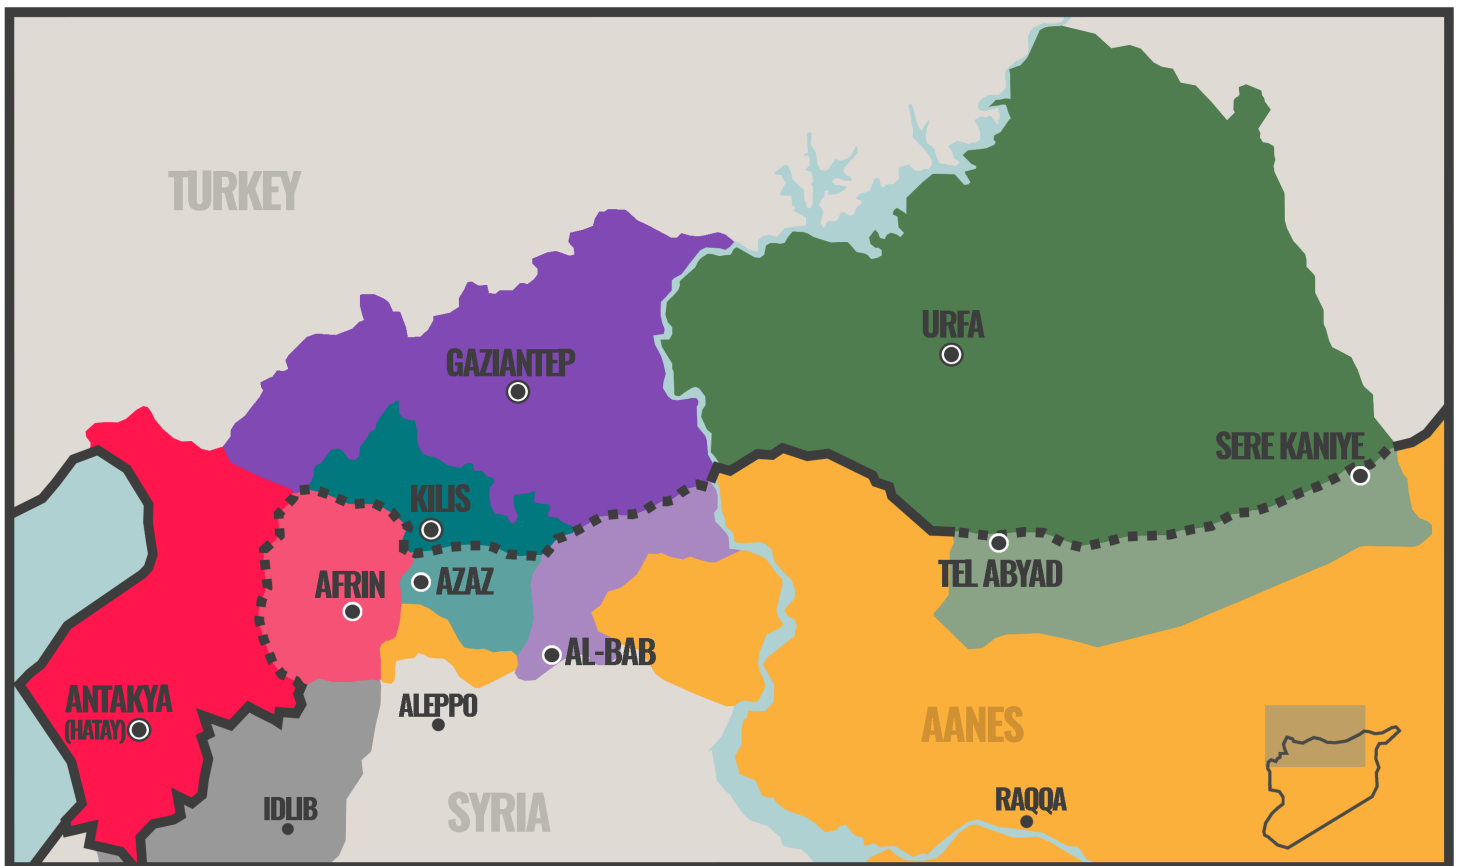 TURKEY
URFA
GAZIANTEP
SERE KANIYE
KILIS
TEL ABYAD
AFRIN
AZAZ
AL-BAB
ANTAKYA
(HATAY)
ALEPPO
AANES
RAQQA
IDLIB
SYRIA